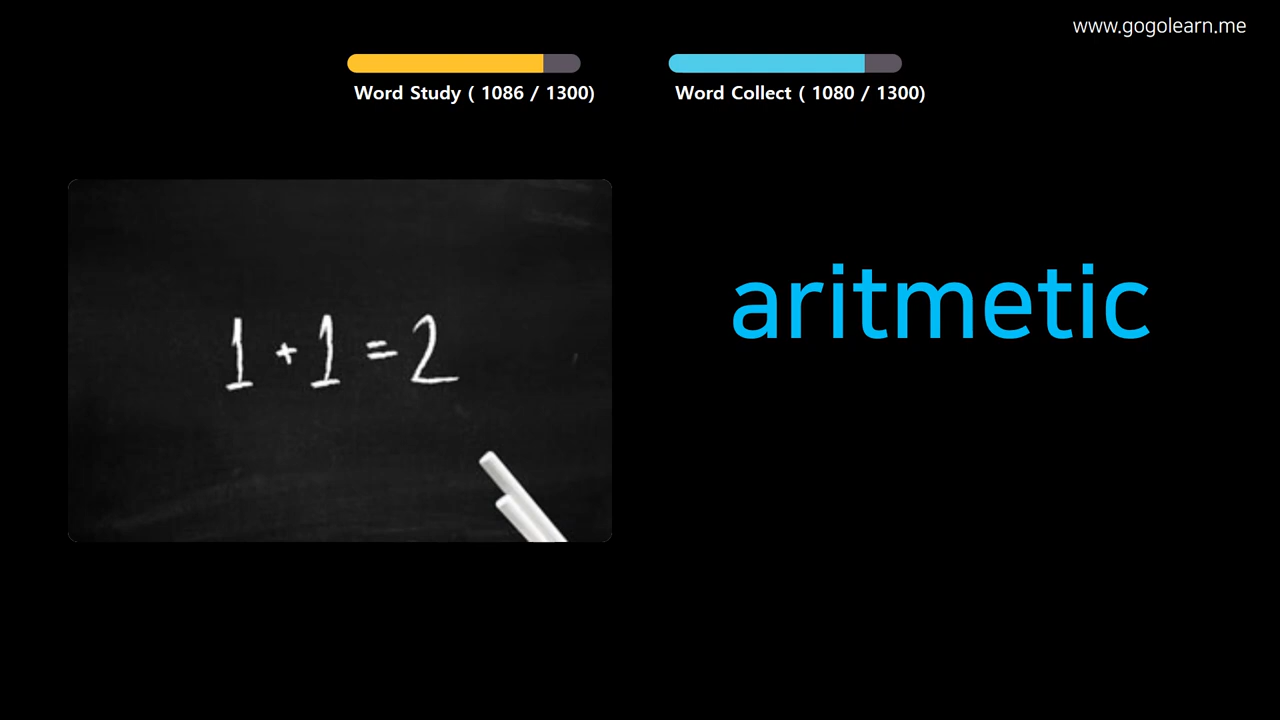 www.gogolearn.me
Word Study ( 1086 / 1300)
Word Collect ( 1080 / 1300)
1 + 1 = 2
aritmetic